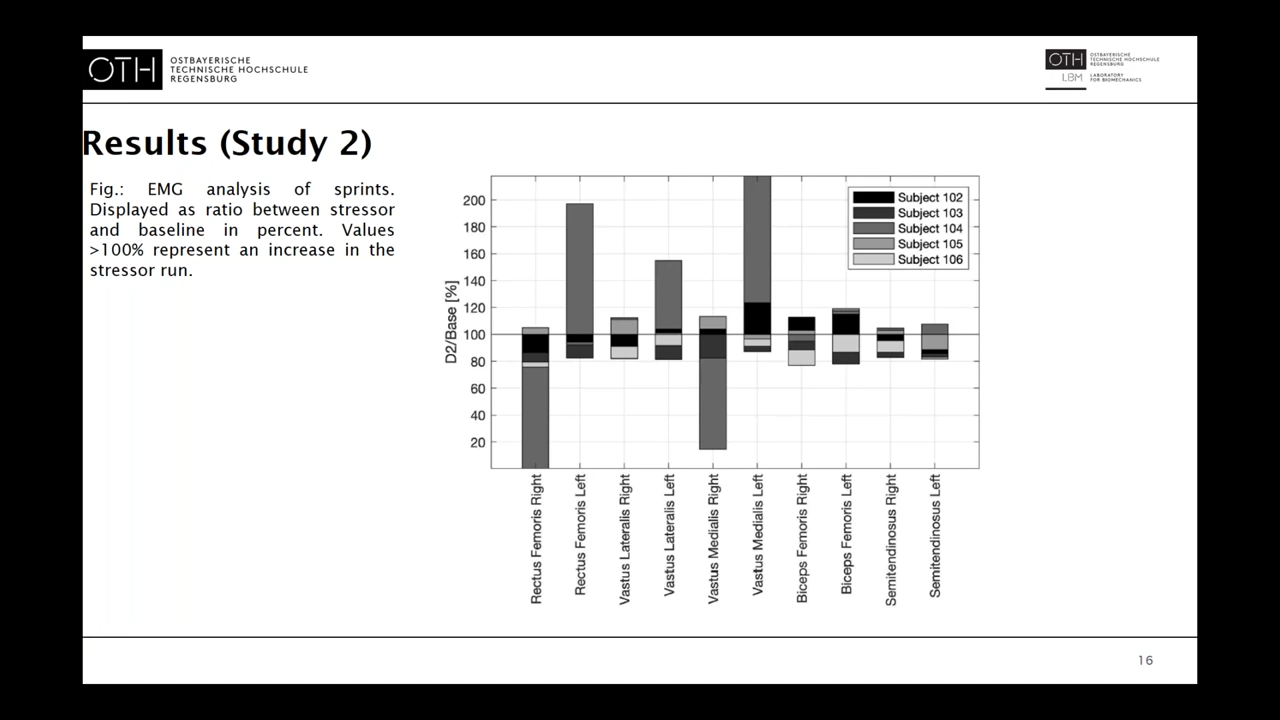 OTH
OSTBAYERISCHE
TECHNISCHE HOCHSCHULE
REGENSBURG
OTH
OSTBAYERISCHE
TECHNISCHE HOCHSCHULE
REGENSBURG
LBM
LABORATORY
FOR BIOMECHANICS
Results (Study 2)
Fig.: EMG analysis of sprints.
Displayed as ratio between stressor
and baseline in percent. Values
>100% represent an increase in the
stressor run.
D2/Base [%]
200
180
160
140
120
100
80
60
40
20
Subject 102
Subject 103
Subject 104
Subject 105
Subject 106
Rectus Femoris Right
Rectus Femoris Left
Vastus Lateralis Right
Vastus Lateralis Left
Vastus Medialis Right
Vastus Medialis Left
Biceps Femoris Right
Biceps Femoris Left
Semitendinosus Right
Semitendinosus Left
16